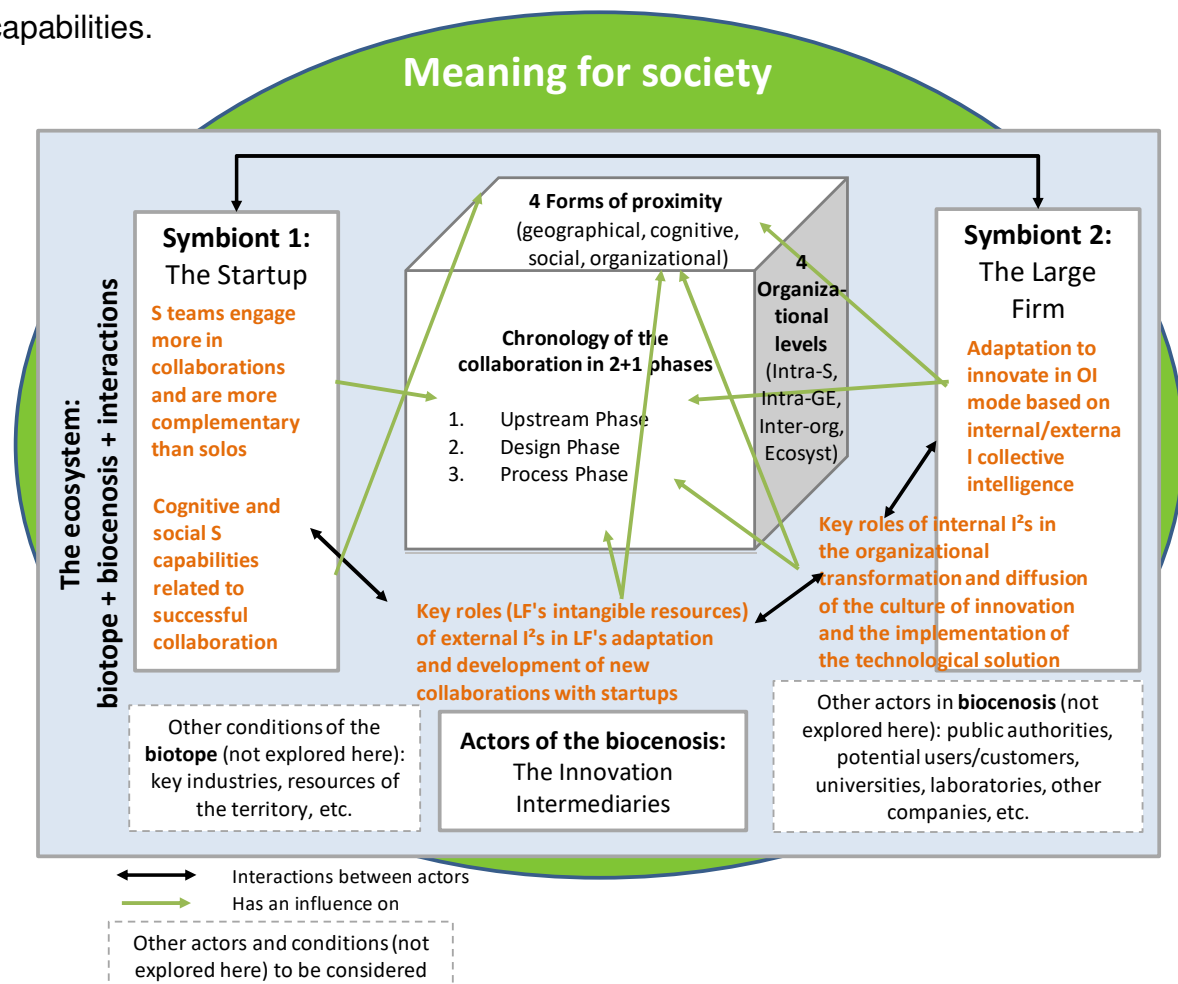 capabilities.
Meaning for society
The ecosystem:
biotope + biocenosis + interactions
Symbiont 1:
The Startup
S teams engage
more in
collaborations
and are more
complementary
than solos
Cognitive and
social S
capabilities
related to
successful
collaboration
4 Forms of proximity
(geographical, cognitive,
social, organizational)
Chronology of the
collaboration in 2+1 phases
1. Upstream Phase
2. Design Phase
3. Process Phase
4
Organiza-
tional
levels
(Intra-S,
Intra-GE,
Inter-org,
Ecosyst)
Symbiont 2:
The Large
Firm
Adaptation to
innovate in OI
mode based on
internal/externa
l collective
intelligence
Key roles of internal I²s in
the organizational
transformation and diffusion
of the culture of innovation
and the implementation of
the technological solution
Key roles (LF's intangible resources)
of external I²s in LF's adaptation
and development of new
collaborations with startups
Other conditions of the
biotope (not explored here):
key industries, resources of
the territory, etc.
Actors of the biocenosis:
The Innovation
Intermediaries
Other actors in biocenosis (not
explored here): public authorities,
potential users/customers,
universities, laboratories, other
companies, etc.
Interactions between actors
Has an influence on
Other actors and conditions (not
explored here) to be considered